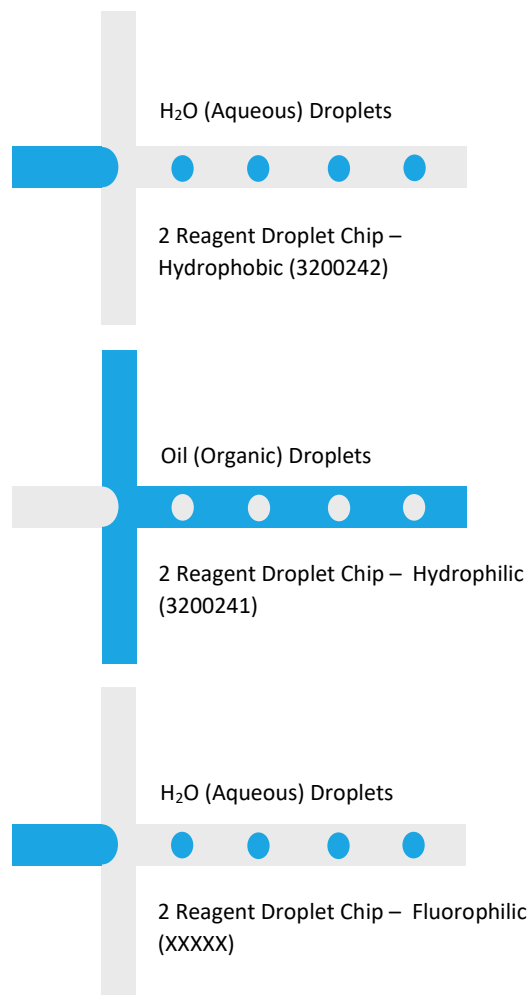 H₂O (Aqueous) Droplets
2 Reagent Droplet Chip –
Hydrophobic (3200242)
Oil (Organic) Droplets
2 Reagent Droplet Chip –  Hydrophilic
(3200241)
H₂O (Aqueous) Droplets
2 Reagent Droplet Chip –  Fluorophilic
(XXXXX)